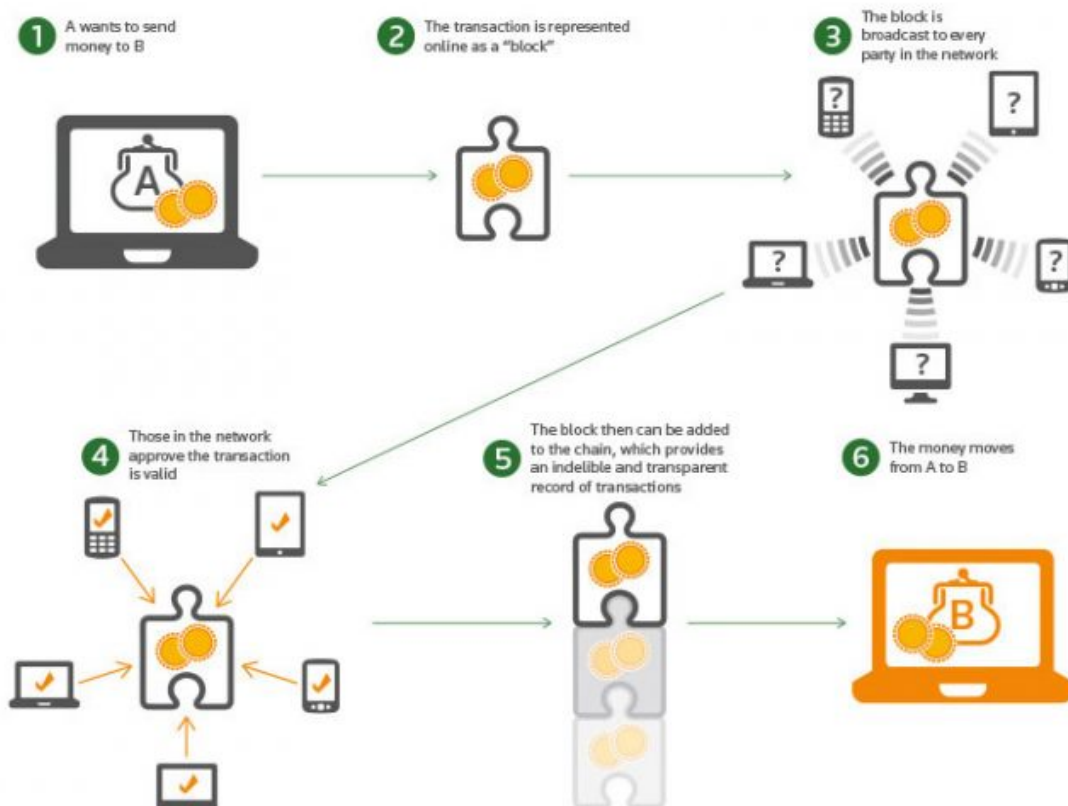 1
A wants to send
money to B
2
The transaction is represented
online as a “block”
3
The block is
broadcast to every
party in the network
A
?
?
?
?
?
4
Those in the network
approve the transaction
is valid
5
The block then can be added
to the chain, which provides
an indelible and transparent
record of transactions
6
The money moves
from A to B
B